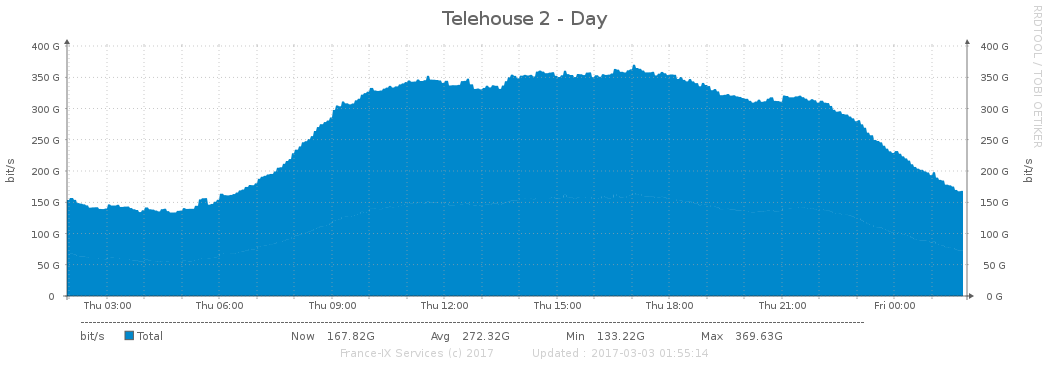 Telehouse 2 - Day
RRDTOOL / TOBI OETIKER
bit/s
bit/s
400 G 400 G
350 G 350 G
300 G 300 G
250 G 250 G
200 G 200 G
150 G 150 G
100 G 100 G
50 G 50 G
0 0 G
Thu 03:00 Thu 06:00 Thu 09:00 Thu 12:00 Thu 15:00 Thu 18:00 Thu 21:00 Fri 00:00
bit/s Total Now 167.82G Avg 272.32G Min 133.22G Max 369.63G
France-IX Services (c) 2017 Updated : 2017-03-03 01:55:14